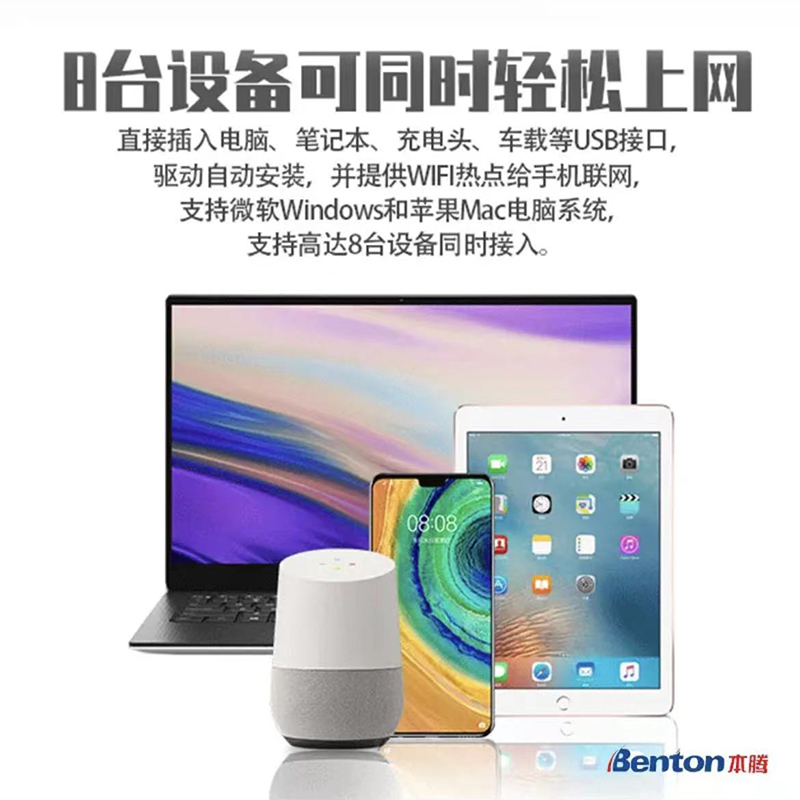 8台设备可同时轻松上网
直接插入电脑、笔记本、充电头、车载等USB接口,
驱动自动安装, 并提供WIFI热点给手机联网,
支持微软Windows和苹果Mac电脑系统,
支持高达8台设备同时接入。
08:08
21
Benton本腾